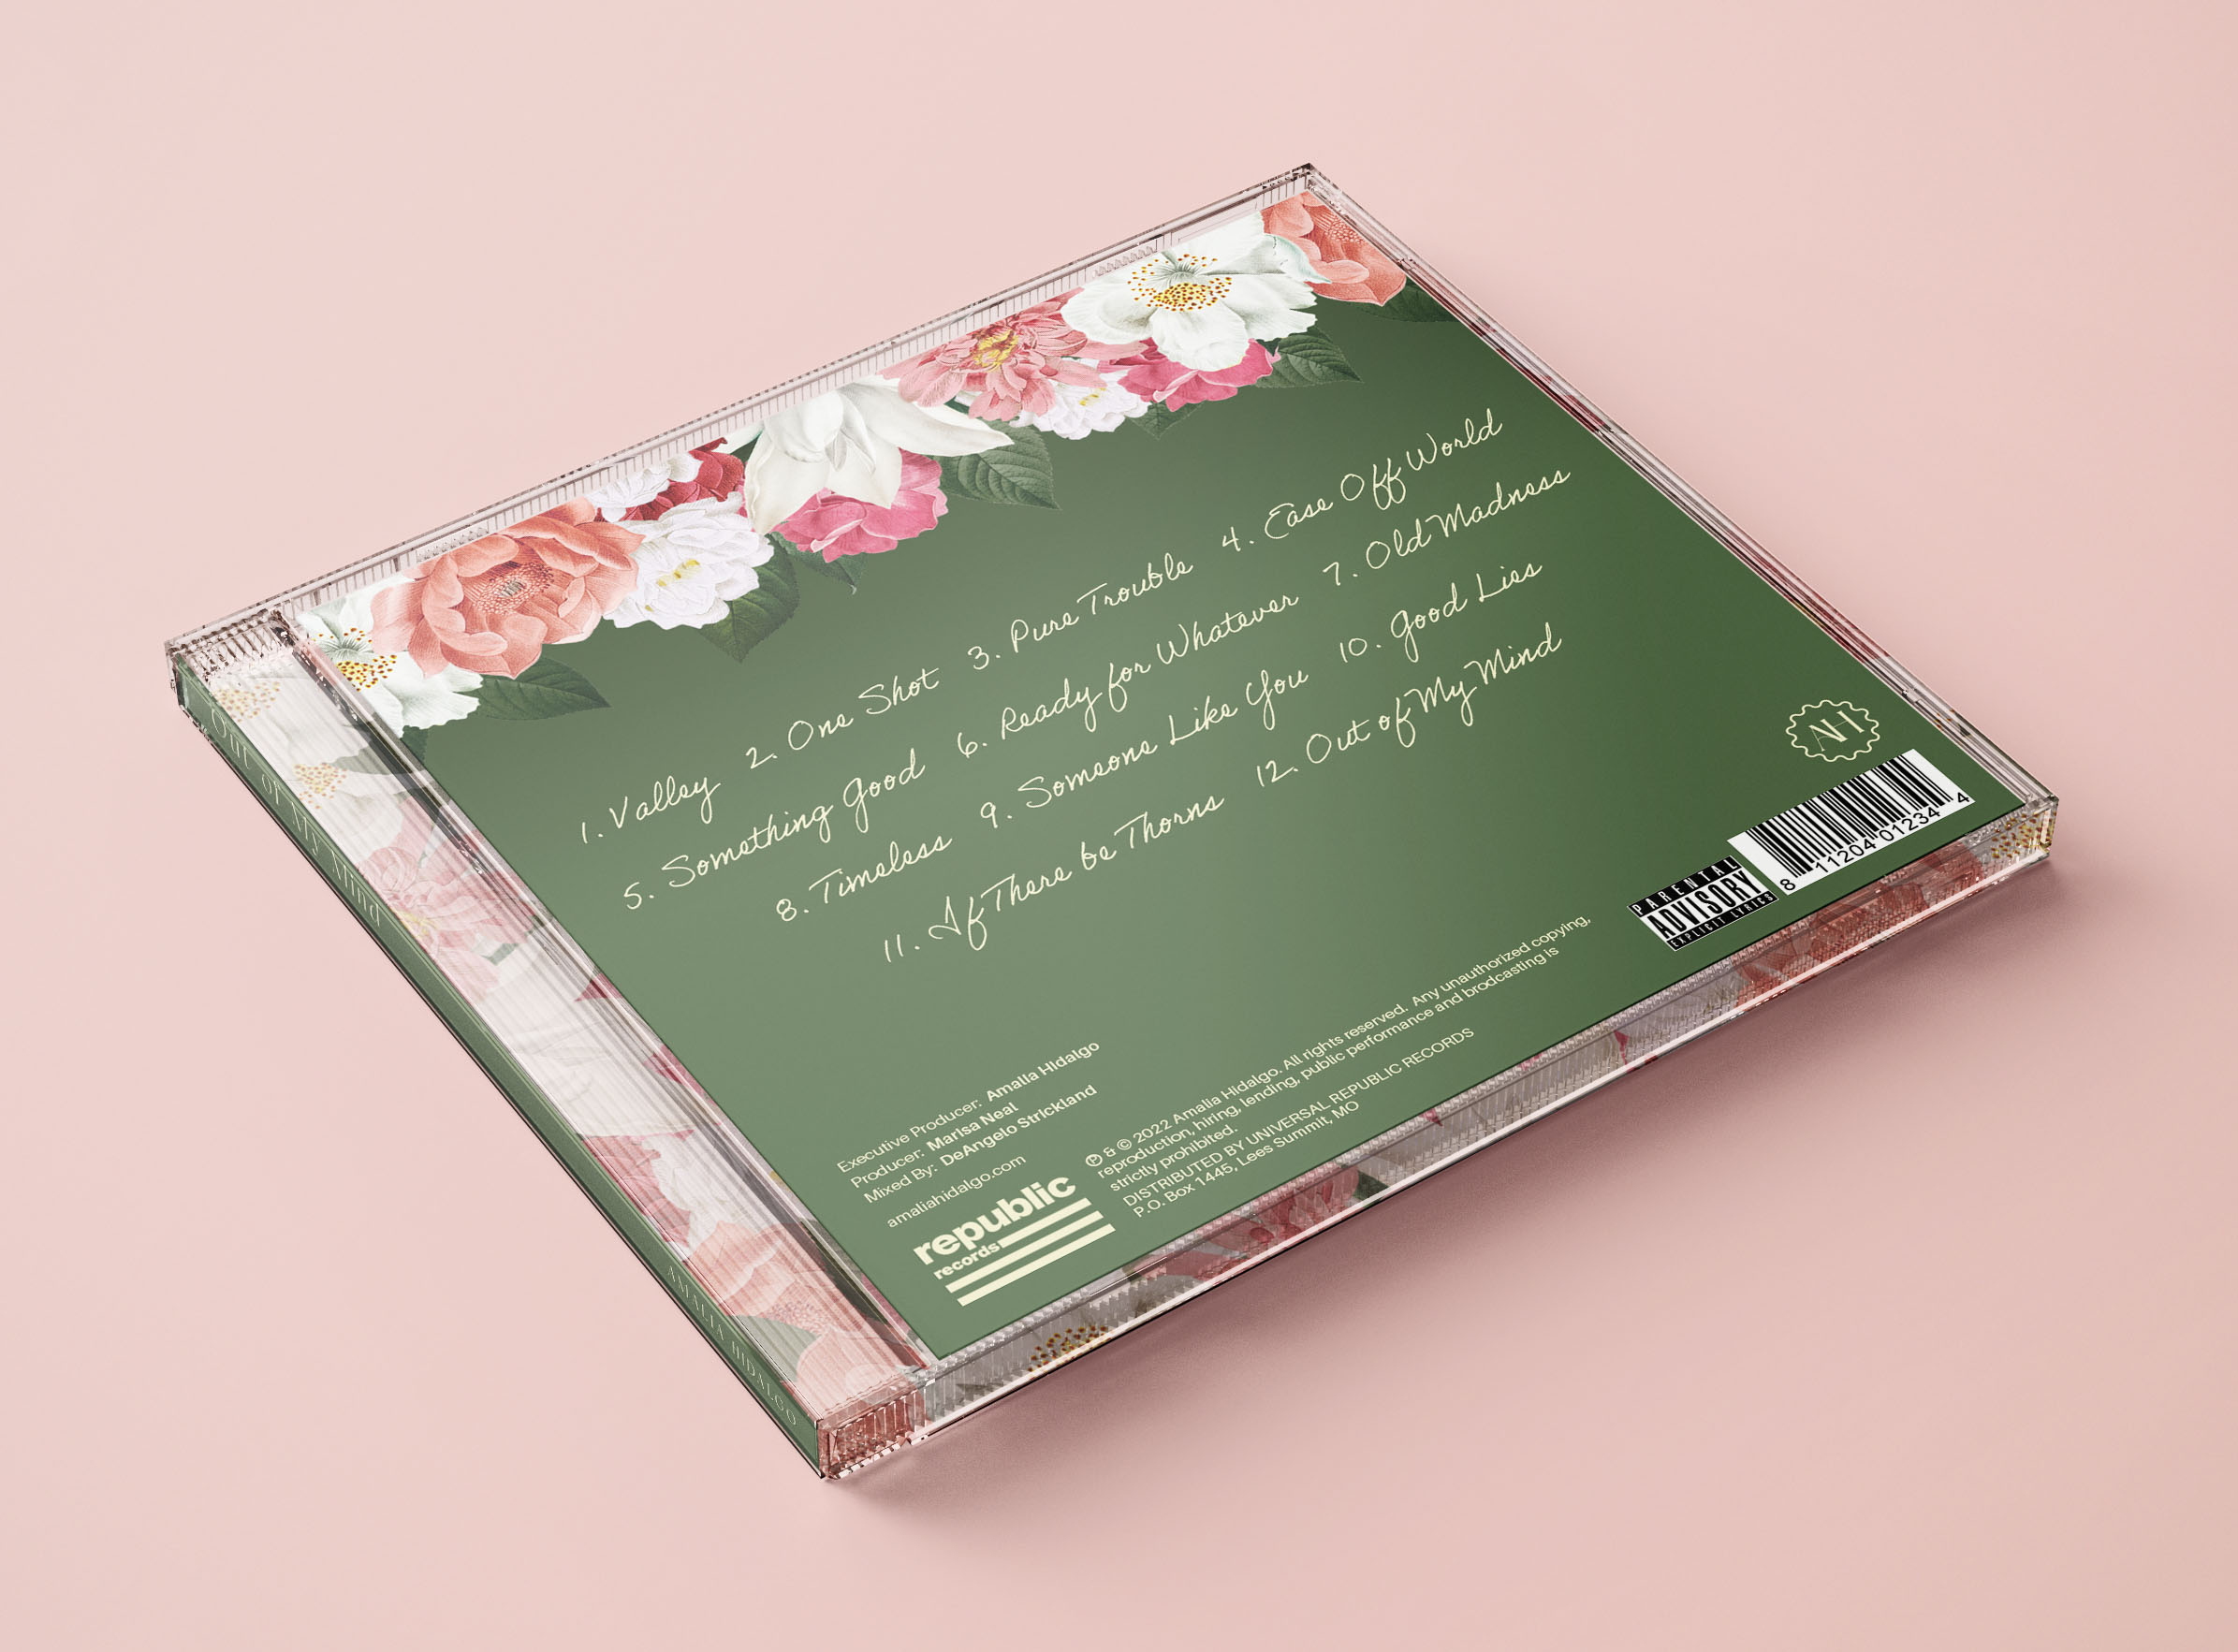 1. Valley 2. One Shot 3. Pure Trouble 4. Ease Off World
5. Something Good 6. Ready for Whatever 7. Old Madness
8. Timeless 9. Someone Like You 10. Good Lies
11. If There be Thorns 12. Out of My Mind
Executive Producer: Amalia Hidalgo
Producer: Marisa Neal
Mixed By: DeAngelo Strickland
amaliahidalgo.com
republic
records
℗ & © 2022 Amalia Hidalgo. All rights reserved. Any unauthorized copying,
reproduction, hiring, lending, public performance and brodcasting is
strictly prohibited.
DISTRIBUTED BY UNIVERSAL REPUBLIC RECORDS
P.O. Box 1445, Lees Summit, MO
PARENTAL
ADVISORY
EXPLICIT LYRICS
8 11204 01234 4
AH
Out of My Mind
AMALIA HIDALGO